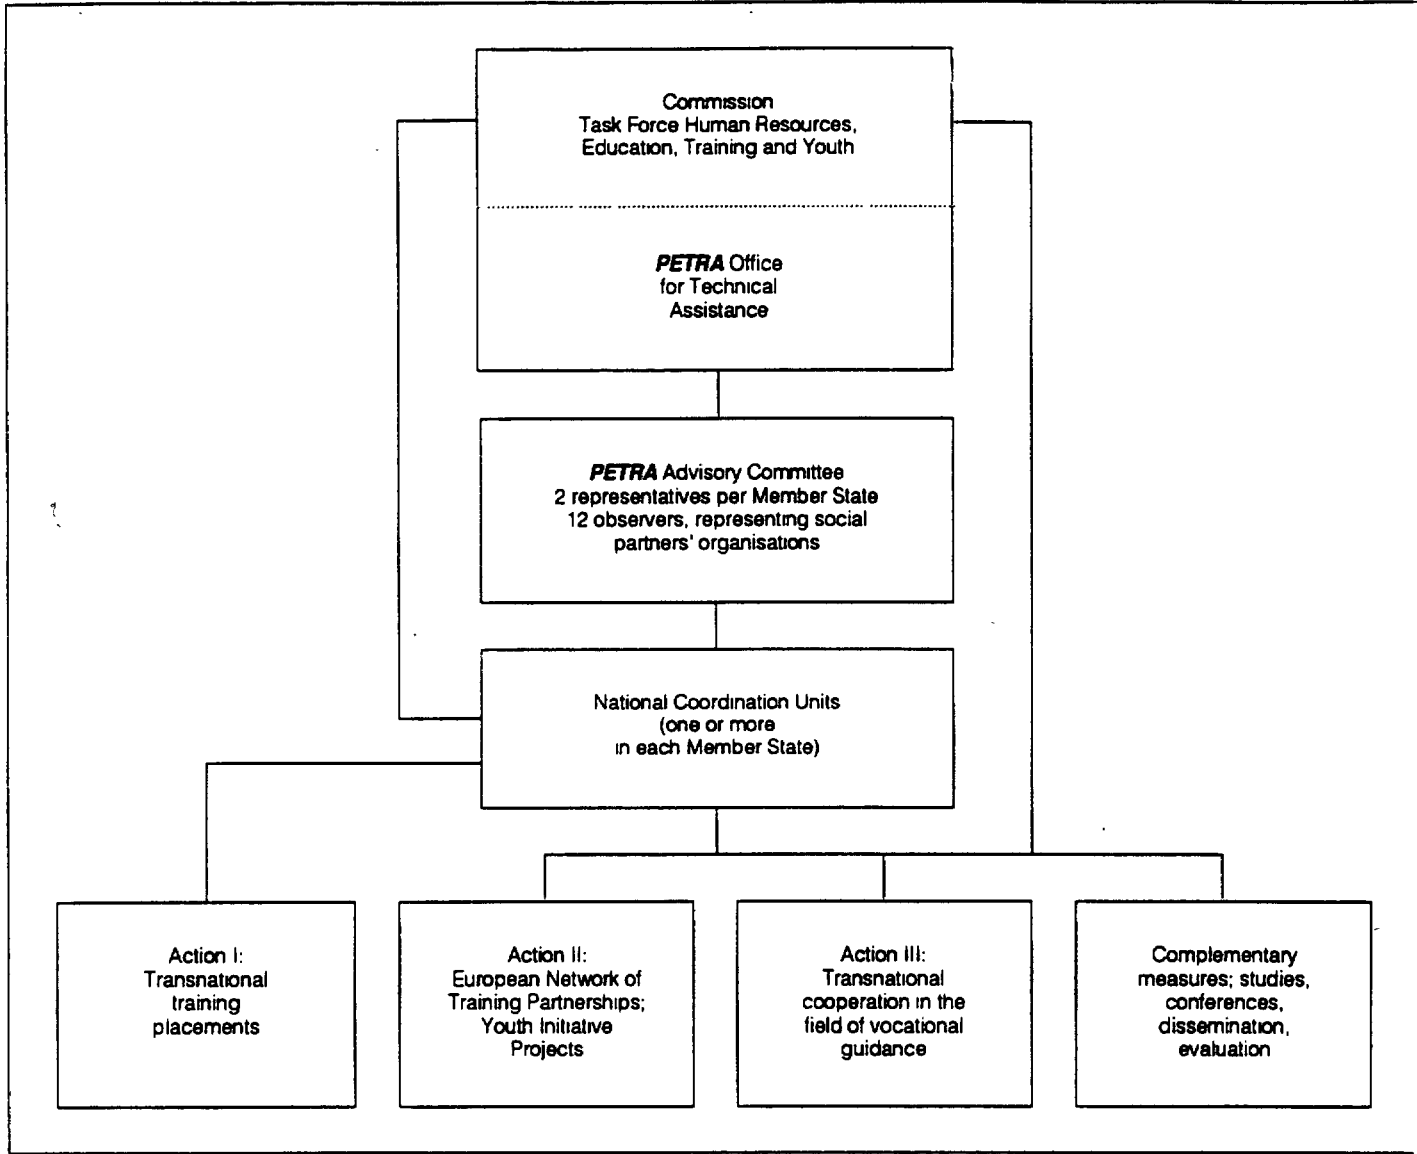 Commission
Task Force Human Resources,
Education, Training and Youth
PETRA Office
for Technical
Assistance
PETRA Advisory Committee
2 representatives per Member State
12 observers, representing social
partners' organisations
National Coordination Units
(one or more
in each Member State)
Action I:
Transnational
training
placements
Action II:
European Network of
Training Partnerships;
Youth Initiative
Projects
Action III:
Transnational
cooperation in the
field of vocational
guidance
Complementary
measures; studies,
conferences,
dissemination,
evaluation